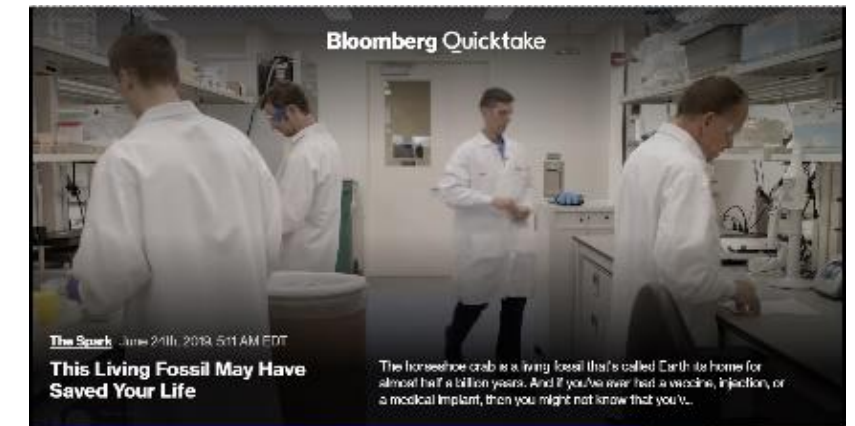 Bloomberg Quicktake
The Spark June 24th, 2019, 5:11 AM EDT
This Living Fossil May Have
Saved Your Life
The horseshoe crab is a living fossil that's called Earth its home for
almost half a billion years. And if you've ever had a vaccine, injection, or
a medical implant, then you might not know that you'v...